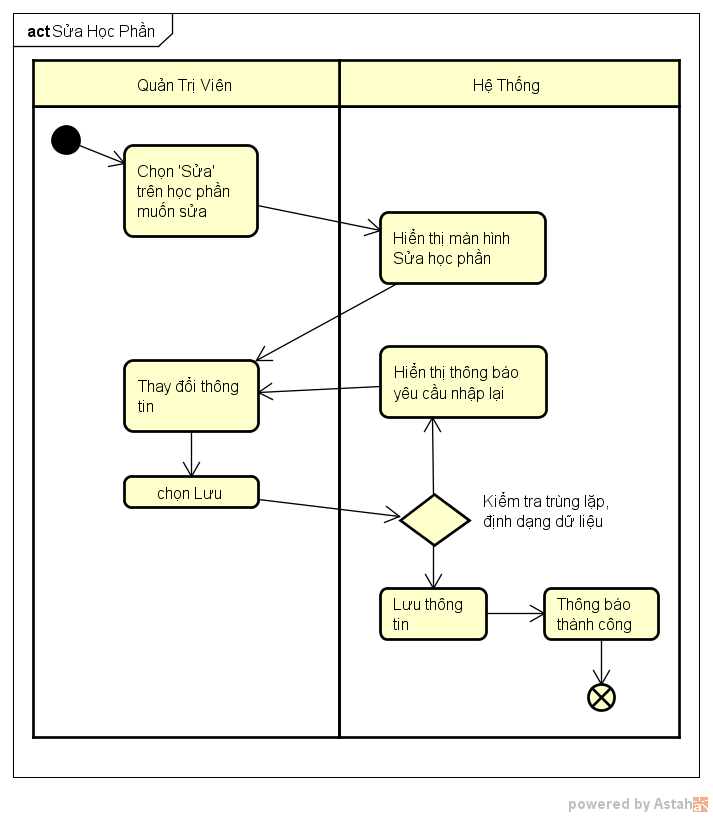 act Sửa Học Phần
Quản Trị Viên
Hệ Thống
Chọn 'Sửa'
trên học phần
muốn sửa
Hiển thị màn hình
Sửa học phần
Thay đổi thông
tin
Hiển thị thông báo
yêu cầu nhập lại
chọn Lưu
Kiểm tra trùng lặp,
định dạng dữ liệu
Lưu thông
tin
Thông báo
thành công
powered by Astah